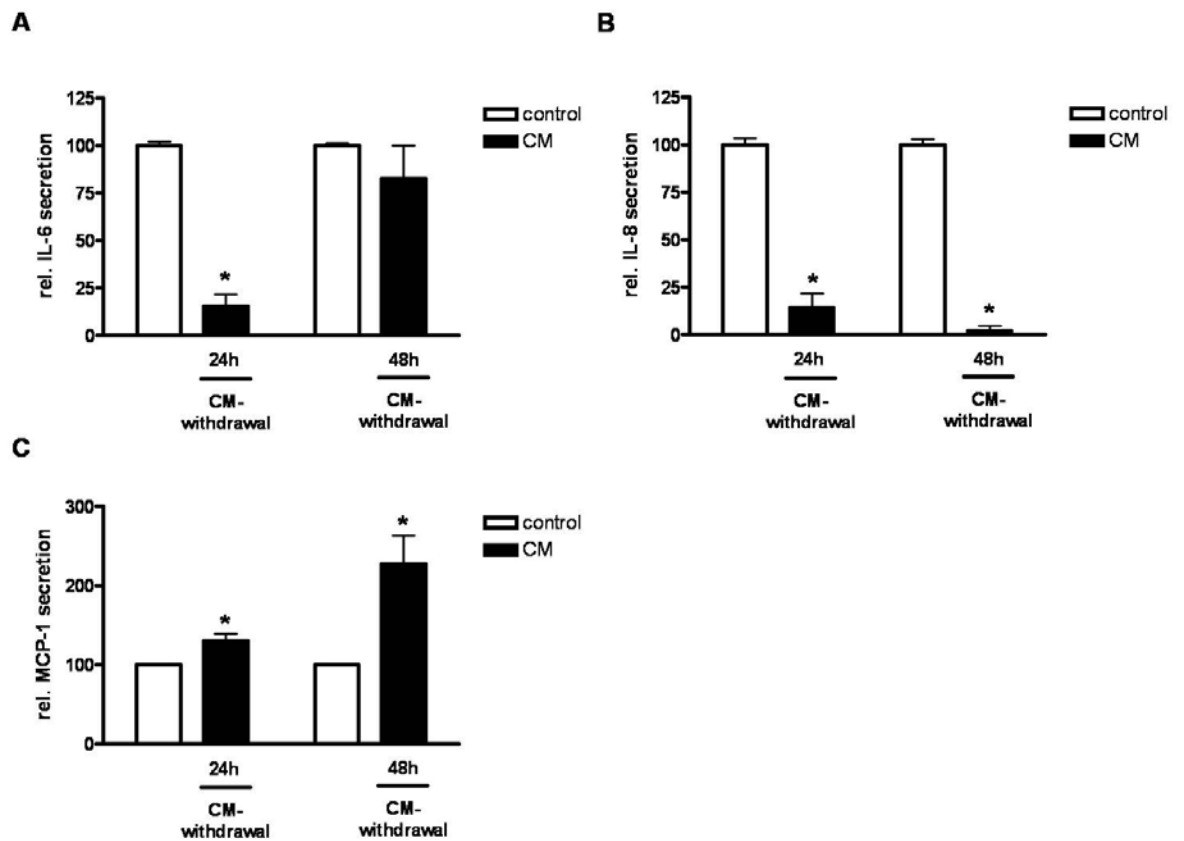 A
125
100
75
50
25
0
rel. IL-6 secretion
control
CM
*
24h
48h
CM-
withdrawal
CM-
withdrawal
B
125
100
75
50
25
0
rel. IL-8 secretion
control
CM
*
*
24h
48h
CM-
withdrawal
CM-
withdrawal
C
300
200
100
0
rel. MCP-1 secretion
control
CM
*
*
24h
48h
CM-
withdrawal
CM-
withdrawal